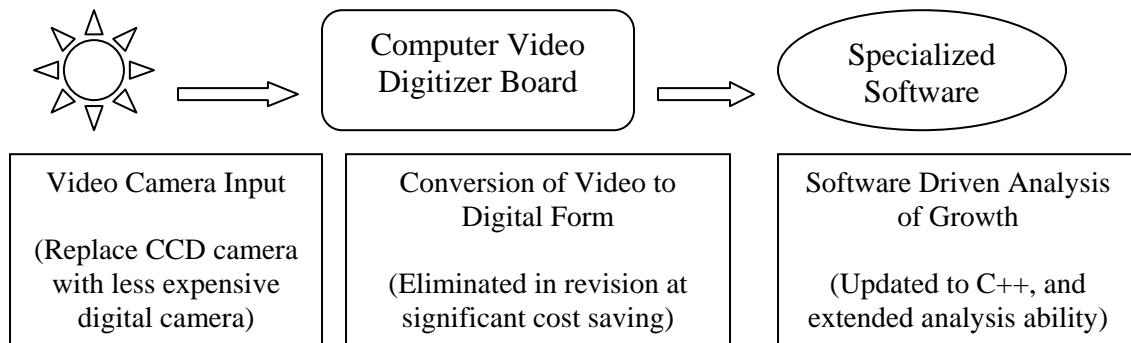 Computer Video
Digitizer Board
Specialized
Software
Video Camera Input
(Replace CCD camera
with less expensive
digital camera)
Conversion of Video to
Digital Form
(Eliminated in revision at
significant cost saving)
Software Driven Analysis
of Growth
(Updated to C++, and
extended analysis ability)